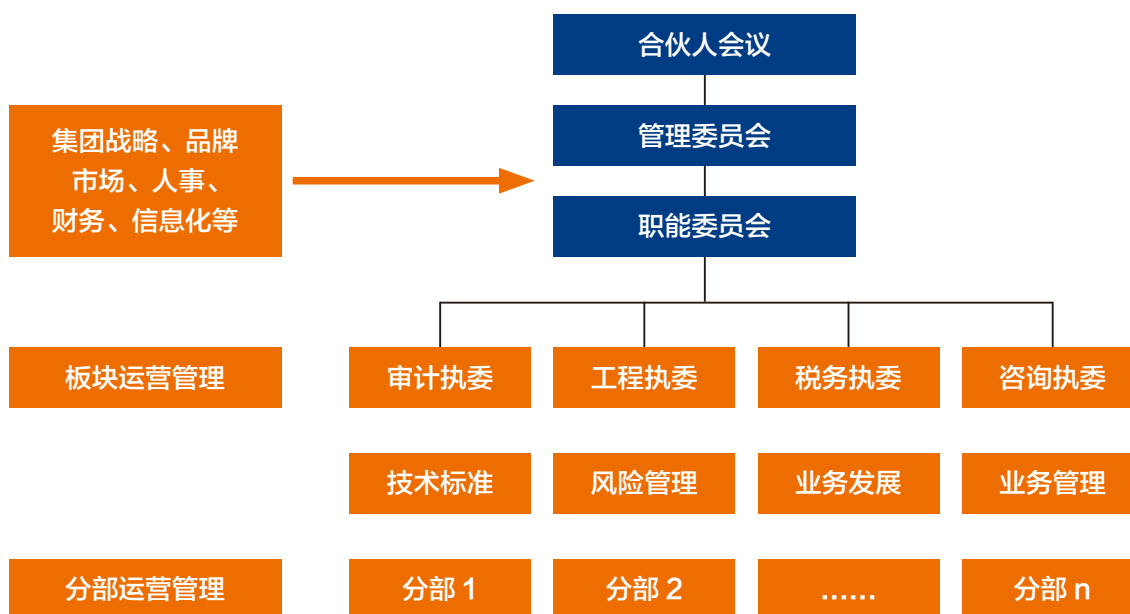 合伙人会议
集团战略、品牌
市场、人事、
财务、信息化等
管理委员会
职能委员会
板块运营管理
审计执委
工程执委
税务执委
咨询执委
技术标准
风险管理
业务发展
业务管理
分部运营管理
分部 1
分部 2
......
分部 n